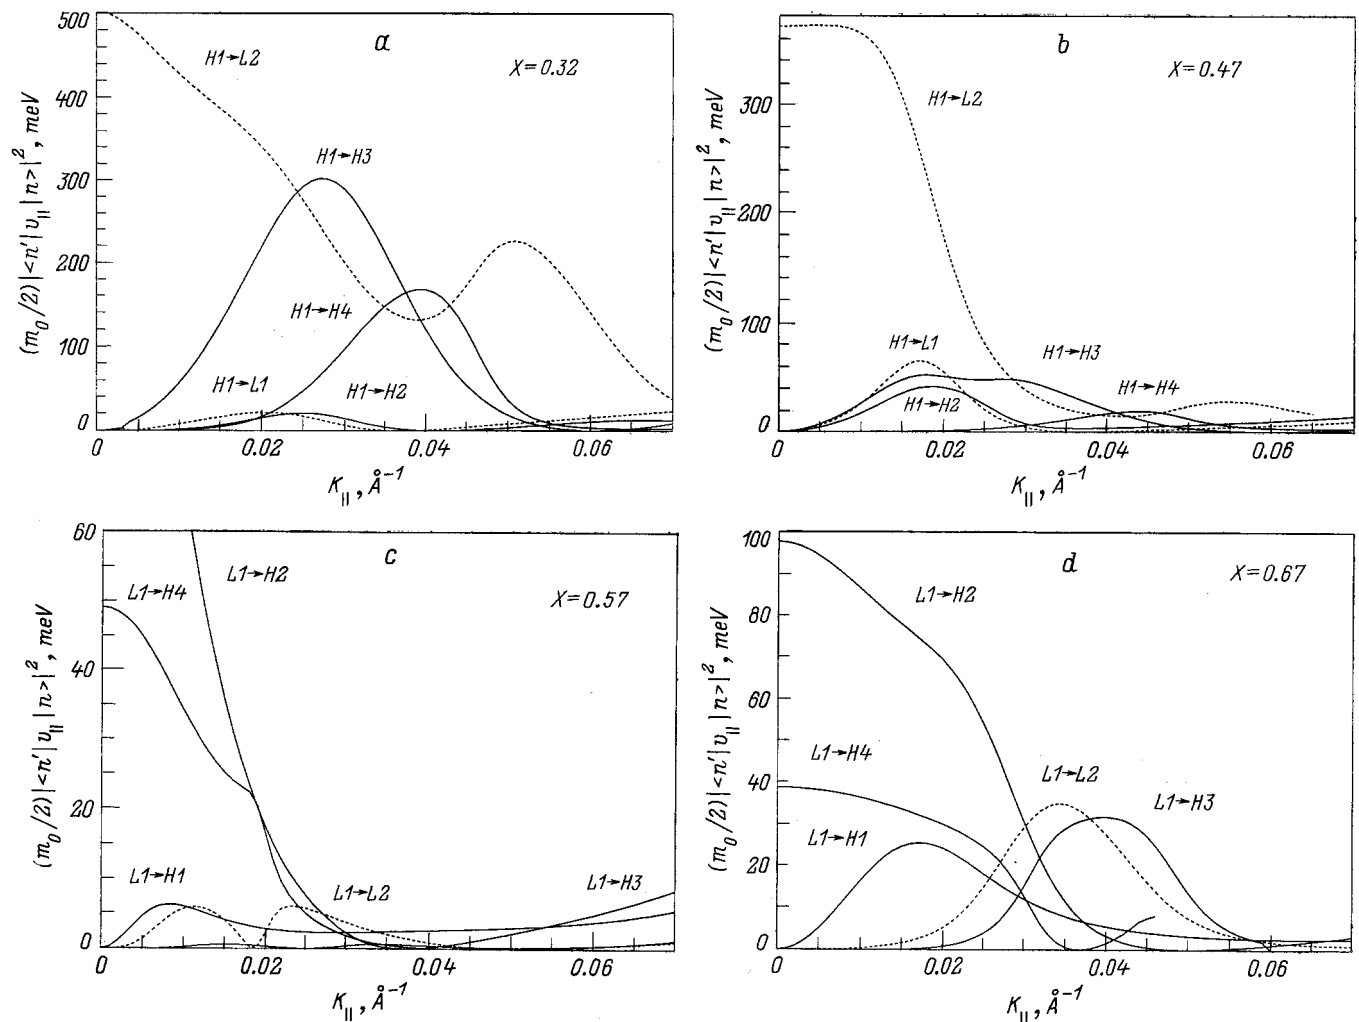 a
X=0.32
H1→L2
H1→H3
H1→H4
H1→L1
H1→H2
500
400
300
200
100
0
0
0.02
0.04
0.06
(m₀/2)|<n'|v||n>|², meV
K||, Å⁻¹
b
X=0.47
H1→L2
H1→L1
H1→H3
H1→H2
H1→H4
300
200
100
0
0
0.02
0.04
0.06
(m₀/2)|<n'|v|||n>|², meV
K||, Å⁻¹
c
X=0.57
L1→H2
L1→H4
L1→H1
L1→L2
L1→H3
60
40
20
0
0
0.02
0.04
0.06
(m₀/2)|<n'|v|||n>|², meV
K||, Å⁻¹
d
X=0.67
L1→H2
L1→H4
L1→L2
L1→H3
L1→H1
100
80
60
40
20
0
0
0.02
0.04
0.06
(m₀/2)|<n'|v|||n>|², meV
K||, Å⁻¹